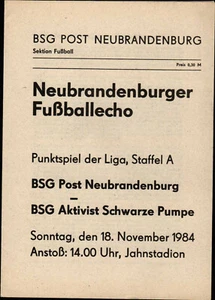 BSG POST NEUBRANDENBURG
Sektion Fußball
Preis 0,30 M
Neubrandenburger
Fußballecho
Punktspiel der Liga, Staffel A
BSG Post Neubrandenburg
–
BSG Aktivist Schwarze Pumpe
Sonntag, den 18. November 1984
Anstoß: 14.00 Uhr, Jahnstadion